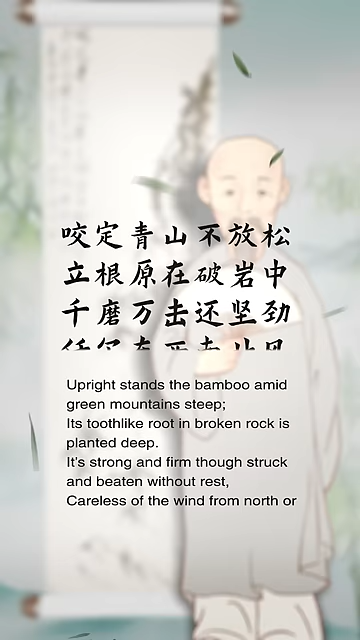 咬定青山不放松
立根原在破岩中
千磨万击还坚劲
Upright stands the bamboo amid
green mountains steep;
Its toothlike root in broken rock is
planted deep.
It's strong and firm though struck
and beaten without rest,
Careless of the wind from north or